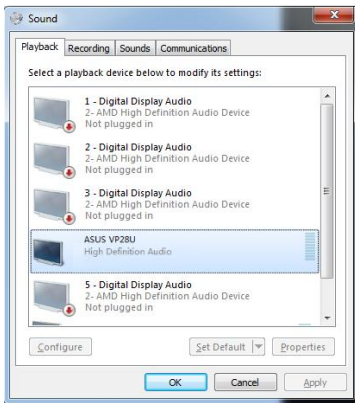 Sound
Playback Recording Sounds Communications
Select a playback device below to modify its settings:
1 - Digital Display Audio
2- AMD High Definition Audio Device
Not plugged in
2 - Digital Display Audio
2- AMD High Definition Audio Device
Not plugged in
3 - Digital Display Audio
2- AMD High Definition Audio Device
Not plugged in
ASUS VP28U
High Definition Audio
5 - Digital Display Audio
2- AMD High Definition Audio Device
Not plugged in
Configure Set Default Properties
OK Cancel Apply